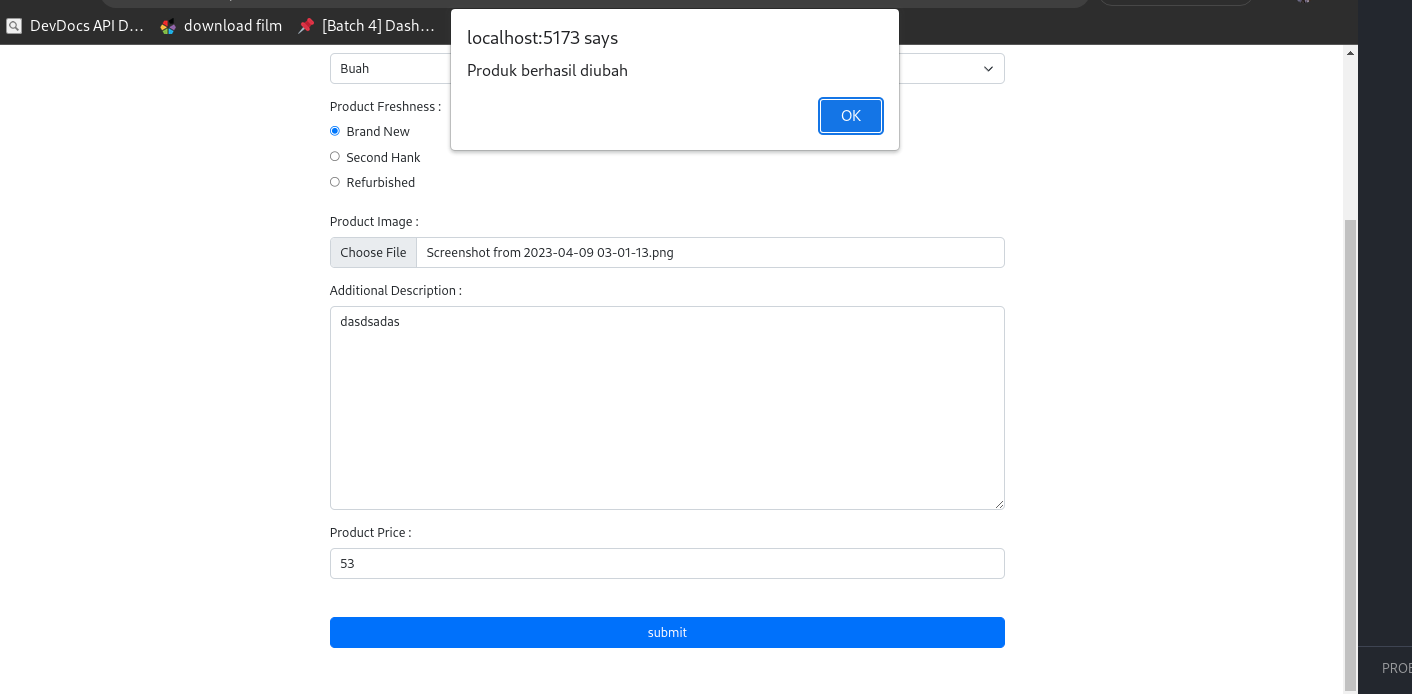 DevDocs API D...
download film
[Batch 4] Dash...
localhost:5173 says
Produk berhasil diubah
OK
Buah
Product Freshness :
Brand New
Second Hank
Refurbished
Product Image :
Choose File Screenshot from 2023-04-09 03-01-13.png
Additional Description :
dasdsadas
Product Price :
53
submit